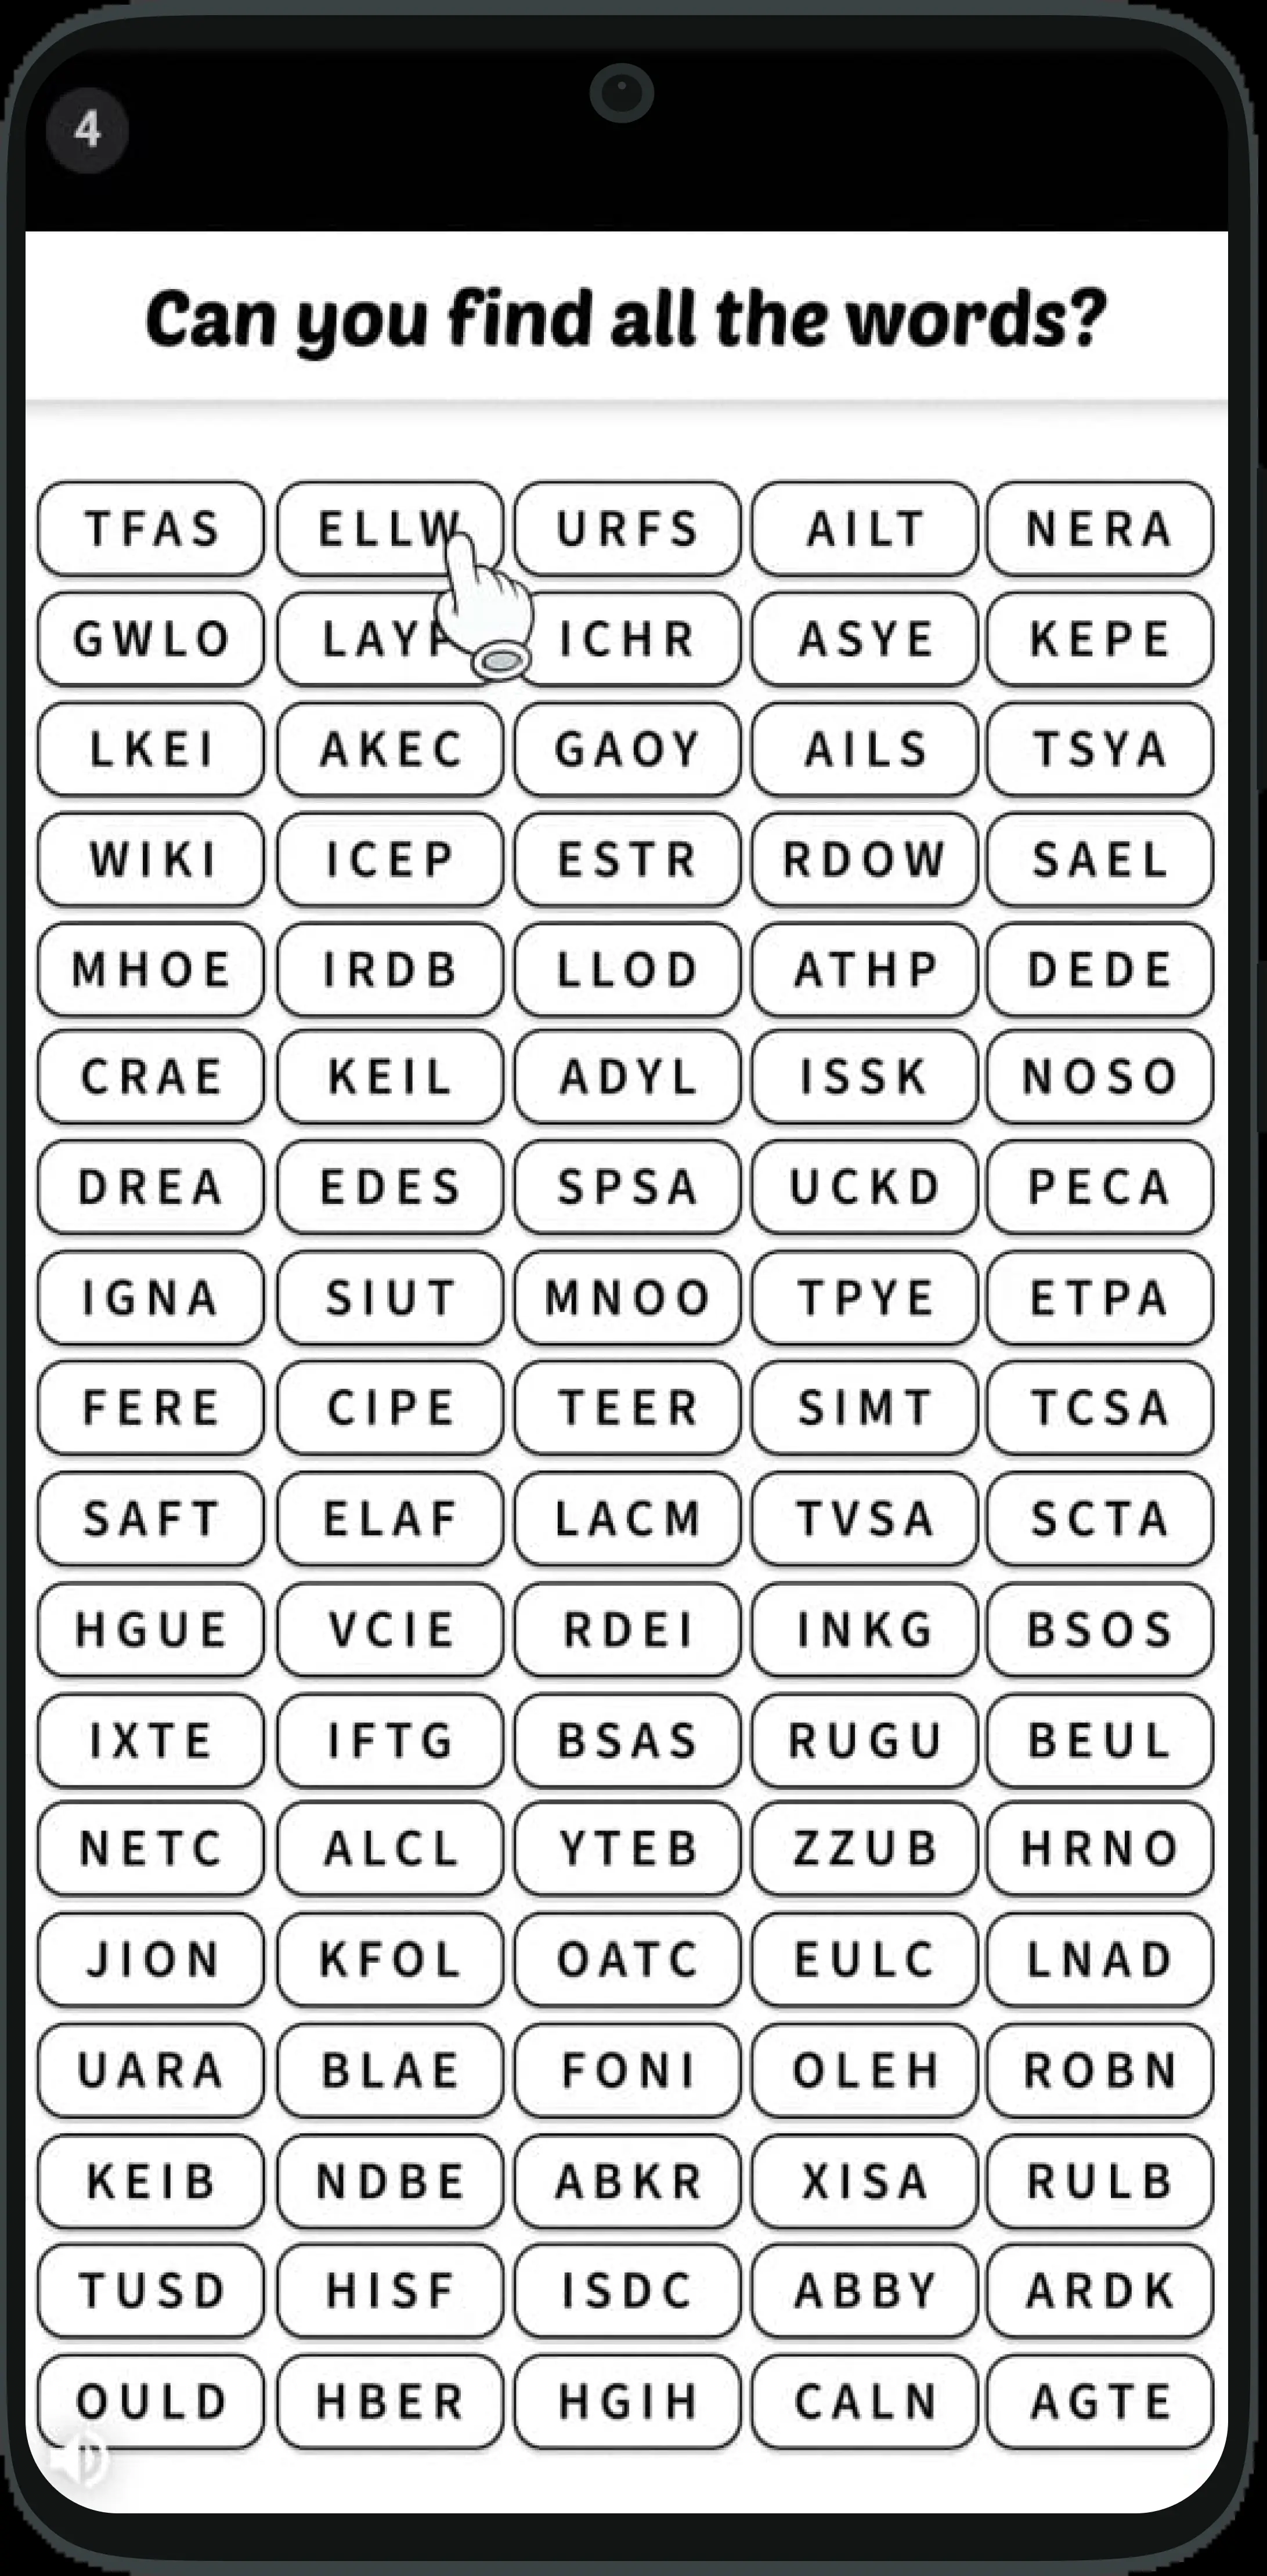 4
Can you find all the words?
TFAS ELLW URFS AILT NERA
GWLO ICHR ASYE KEPE
LKEI AKEC GAOY AILS TSYA
WIKI ICEP ESTR RDOW SAEL
MHOE IRDB LLOD ATHP DEDE
CRAE KEIL ADYL ISSK NOSO
DREA EDES SPSA UCKD PECA
IGNA SIUT MNOO TPYE ETPA
FERE CIPE TEER SIMT TCSA
SAFT ELAF LACM TVSA SCTA
HGUE VCIE RDEI INKG BSOS
IXTE IFTG BSAS RUGU BEUL
NETC ALCL YTEB ZZUB HRNO
JION KFOL OATC EULC LNAD
UARA BLAE FONI OLEH ROBN
KEIB NDBE ABKR XISA RULB
TUSD HISF ISDC ABBY ARDK
OULD HBER HGIH CALN AGTE